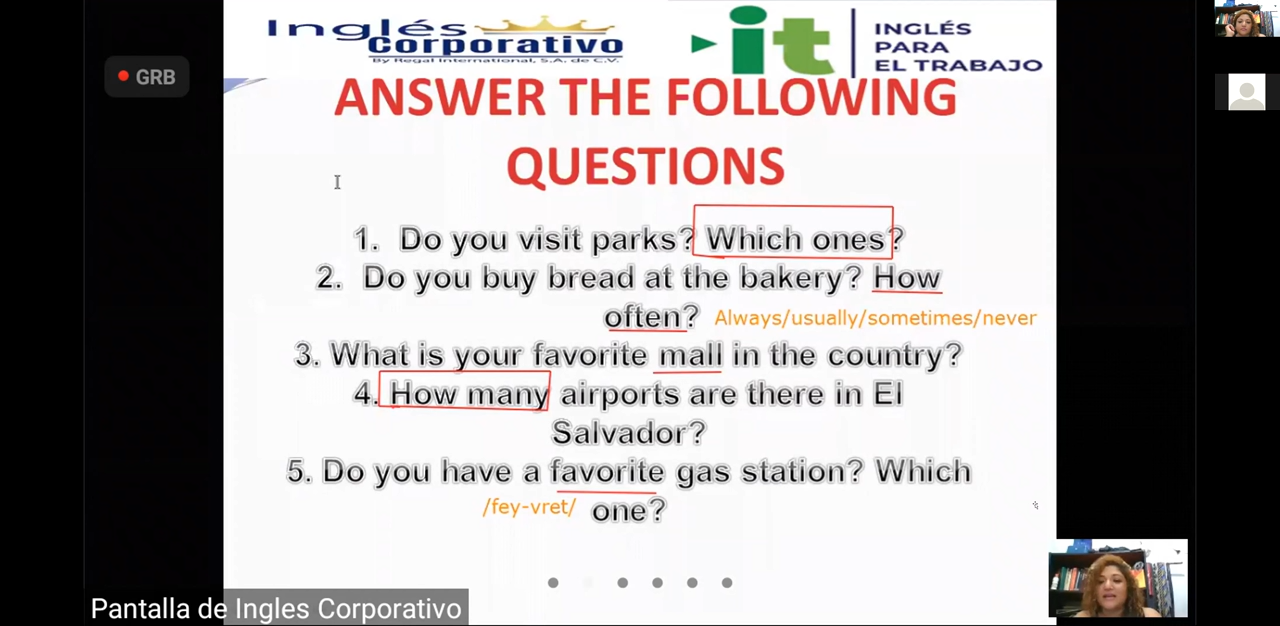 Inglés
Corporativo
By Regal International, S.A. de C.V.
it
INGLÉS
PARA
EL TRABAJO
GRB
ANSWER THE FOLLOWING
QUESTIONS
1. Do you visit parks? Which ones?
2. Do you buy bread at the bakery? How
often? Always/usually/sometimes/never
3. What is your favorite mall in the country?
4. How many airports are there in El
Salvador?
5. Do you have a favorite gas station? Which
/fey-vret/ one?
Pantalla de Ingles Corporativo